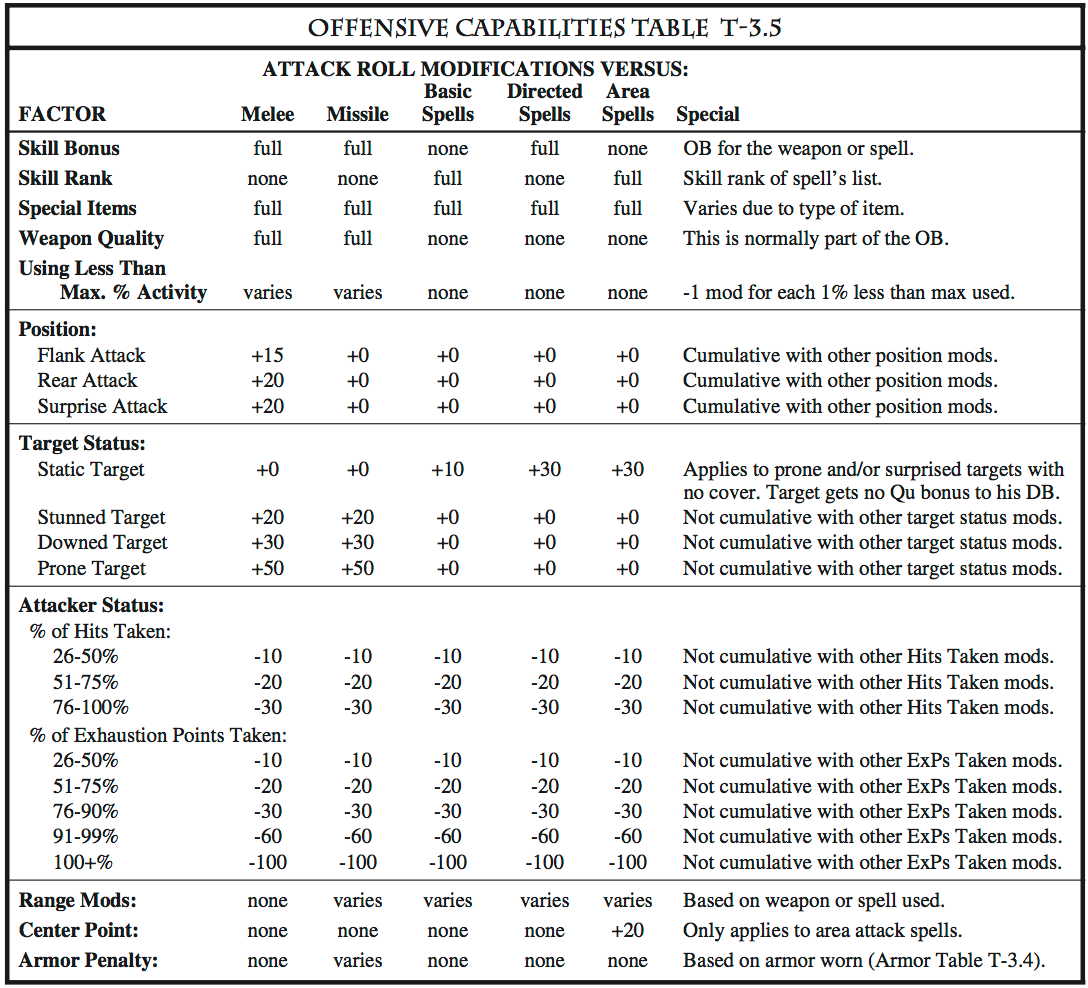 OFFENSIVE CAPABILITIES TABLE T-3.5
ATTACK ROLL MODIFICATIONS VERSUS:
Basic Directed Area
FACTOR Melee Missile Spells Spells Spells Special
Skill Bonus full full none full none OB for the weapon or spell.
Skill Rank none none full none full Skill rank of spell's list.
Special Items full full full full full Varies due to type of item.
Weapon Quality full full none none none This is normally part of the OB.
Using Less Than
Max. % Activity varies varies none none none -1 mod for each 1% less than max used.
Position:
Flank Attack +15 +0 +0 +0 +0 Cumulative with other position mods.
Rear Attack +20 +0 +0 +0 +0 Cumulative with other position mods.
Surprise Attack +20 +0 +0 +0 +0 Cumulative with other position mods.
Target Status:
Static Target +0 +0 +10 +30 +30 Applies to prone and/or surprised targets with
no cover. Target gets no Qu bonus to his DB.
Stunned Target +20 +20 +0 +0 +0 Not cumulative with other target status mods.
Downed Target +30 +30 +0 +0 +0 Not cumulative with other target status mods.
Prone Target +50 +50 +0 +0 +0 Not cumulative with other target status mods.
Attacker Status:
% of Hits Taken:
26-50% -10 -10 -10 -10 -10 Not cumulative with other Hits Taken mods.
51-75% -20 -20 -20 -20 -20 Not cumulative with other Hits Taken mods.
76-100% -30 -30 -30 -30 -30 Not cumulative with other Hits Taken mods.
% of Exhaustion Points Taken:
26-50% -10 -10 -10 -10 -10 Not cumulative with other ExPs Taken mods.
51-75% -20 -20 -20 -20 -20 Not cumulative with other ExPs Taken mods.
76-90% -30 -30 -30 -30 -30 Not cumulative with other ExPs Taken mods.
91-99% -60 -60 -60 -60 -60 Not cumulative with other ExPs Taken mods.
100+% -100 -100 -100 -100 -100 Not cumulative with other ExPs Taken mods.
Range Mods: none varies varies varies varies Based on weapon or spell used.
Center Point: none none none none +20 Only applies to area attack spells.
Armor Penalty: none varies none none none Based on armor worn (Armor Table T-3.4).